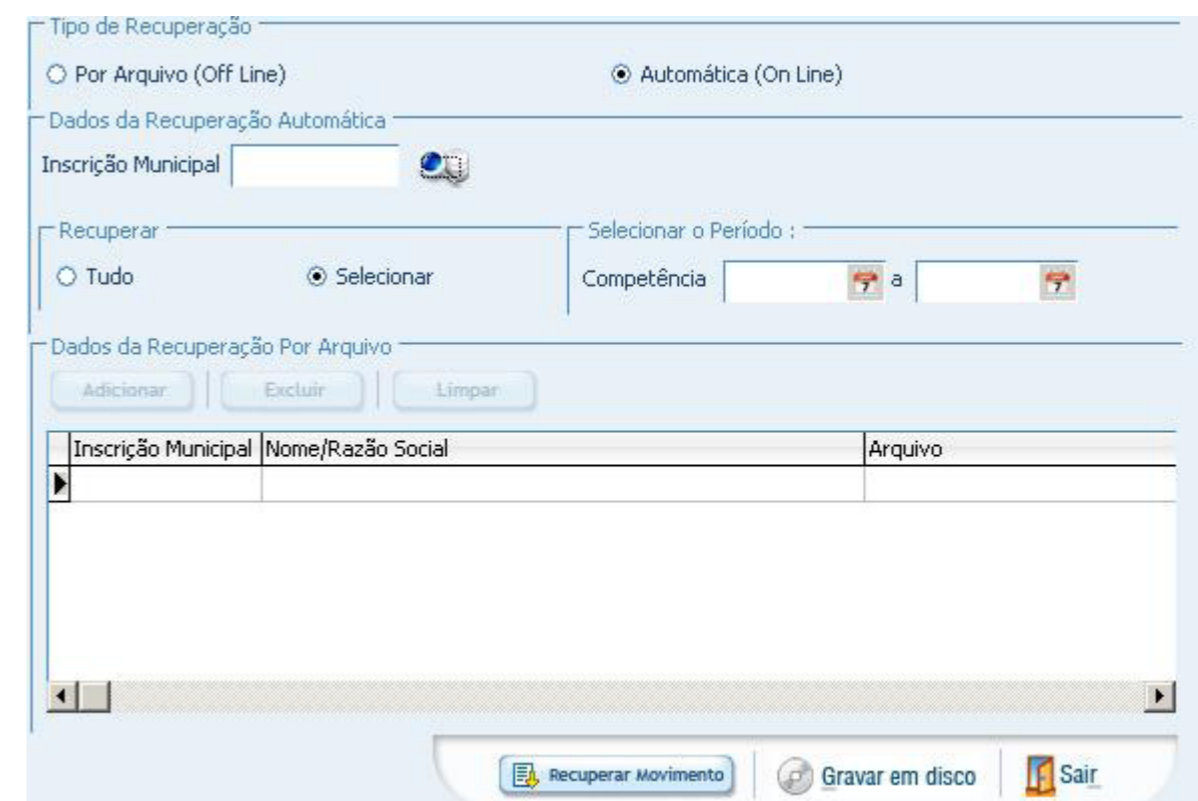 Tipo de Recuperação
Por Arquivo (Off Line) Automática (On Line)
Dados da Recuperação Automática
Inscrição Municipal
Recuperar Selecionar o Período :
Tudo Selecionar Competência 7 a 7
Dados da Recuperação Por Arquivo
Adicionar Excluir Limpar
Inscrição Municipal Nome/Razão Social Arquivo
Recuperar Movimento Gravar em disco Sair